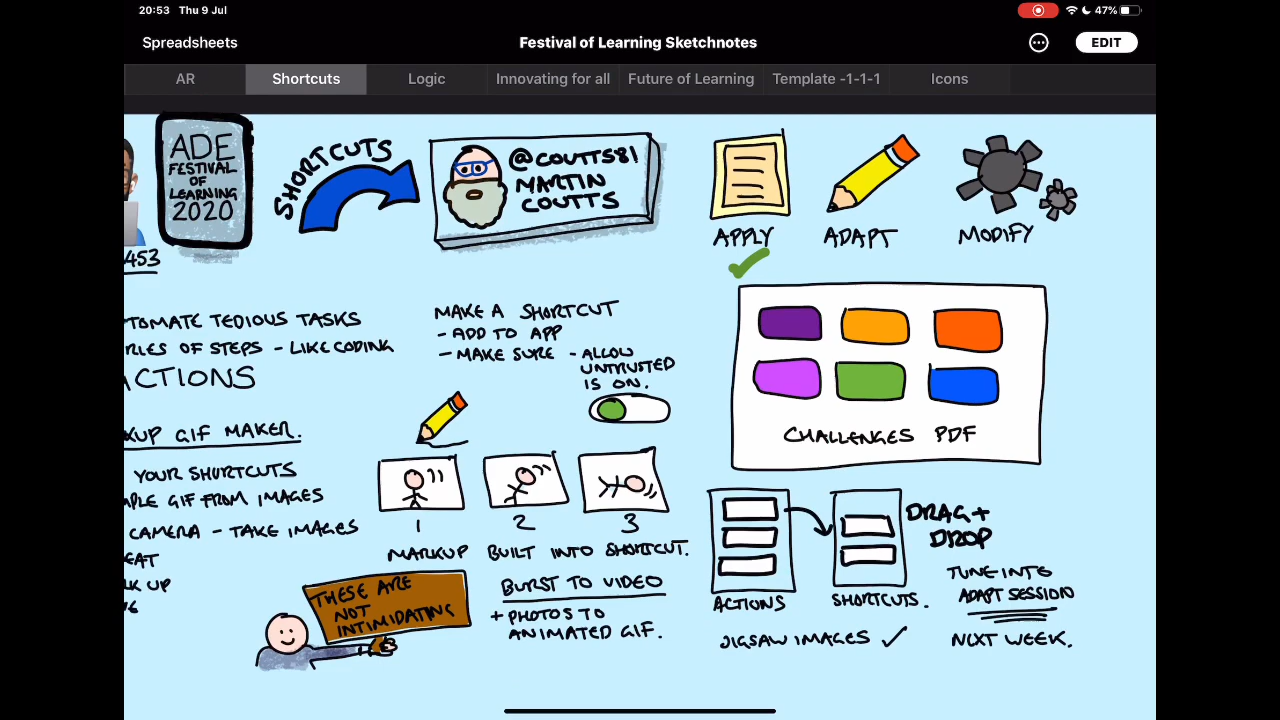 20:53 Thu 9 Jul
47%
Spreadsheets
Festival of Learning Sketchnotes
EDIT
AR
Shortcuts
Logic
Innovating for all
Future of Learning
Template -1-1-1
Icons
453
ADE
FESTIVAL
OF
LEARNING
2020
SHORTCUTS
@COUTTS81
MARTIN
COUTTS
APPLY
ADAPT
MODIFY
TOMATE TEDIOUS TASKS
RIES OF STEPS - LIKE CODING
ACTIONS
KUP GIF MAKER.
YOUR SHORTCUTS
MPLE GIF FROM IMAGES
CAMERA - TAKE IMAGES
EAT
RK UP
MAKE A SHORTCUT
- ADD TO APP
- MAKE SURE - ALLOW
UNTRUSTED
IS ON.
1
2
3
MARKUP BUILT INTO SHORTCUT.
THESE ARE
NOT
INTIMIDATING
BURST TO VIDEO
+ PHOTOS TO
ANIMATED GIF.
CHALLENGES PDF
DRAG +
DROP
ACTIONS
SHORTCUTS.
JIGSAW IMAGES
TUNE INTO
ADAPT SESSION
NEXT WEEK.